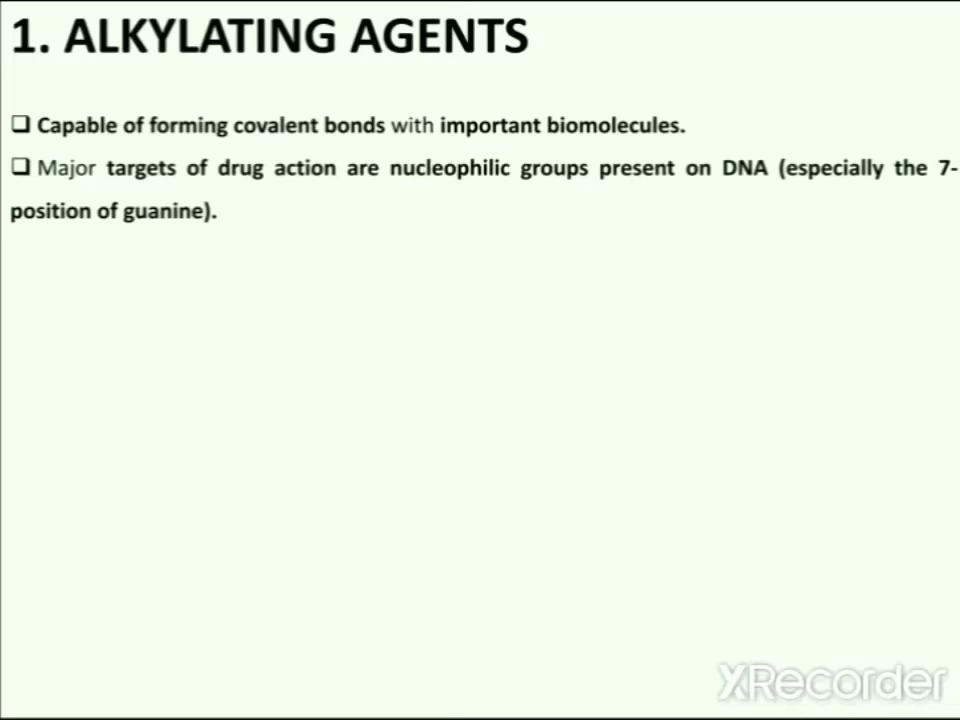 1. ALKYLATING AGENTS
❑ Capable of forming covalent bonds with important biomolecules.
❑ Major targets of drug action are nucleophilic groups present on DNA (especially the 7-
position of guanine).
XRecorder